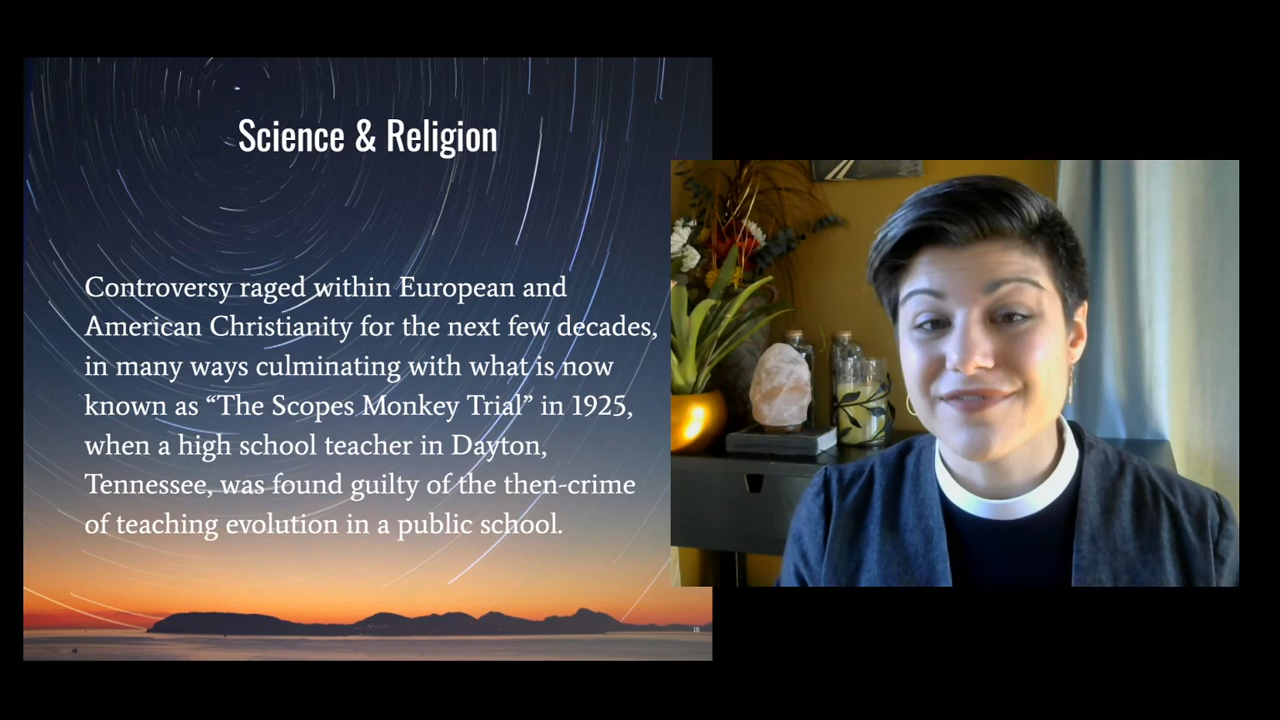 Science & Religion
Controversy raged within European and
American Christianity for the next few decades,
in many ways culminating with what is now
known as “The Scopes Monkey Trial” in 1925,
when a high school teacher in Dayton,
Tennessee, was found guilty of the then-crime
of teaching evolution in a public school.